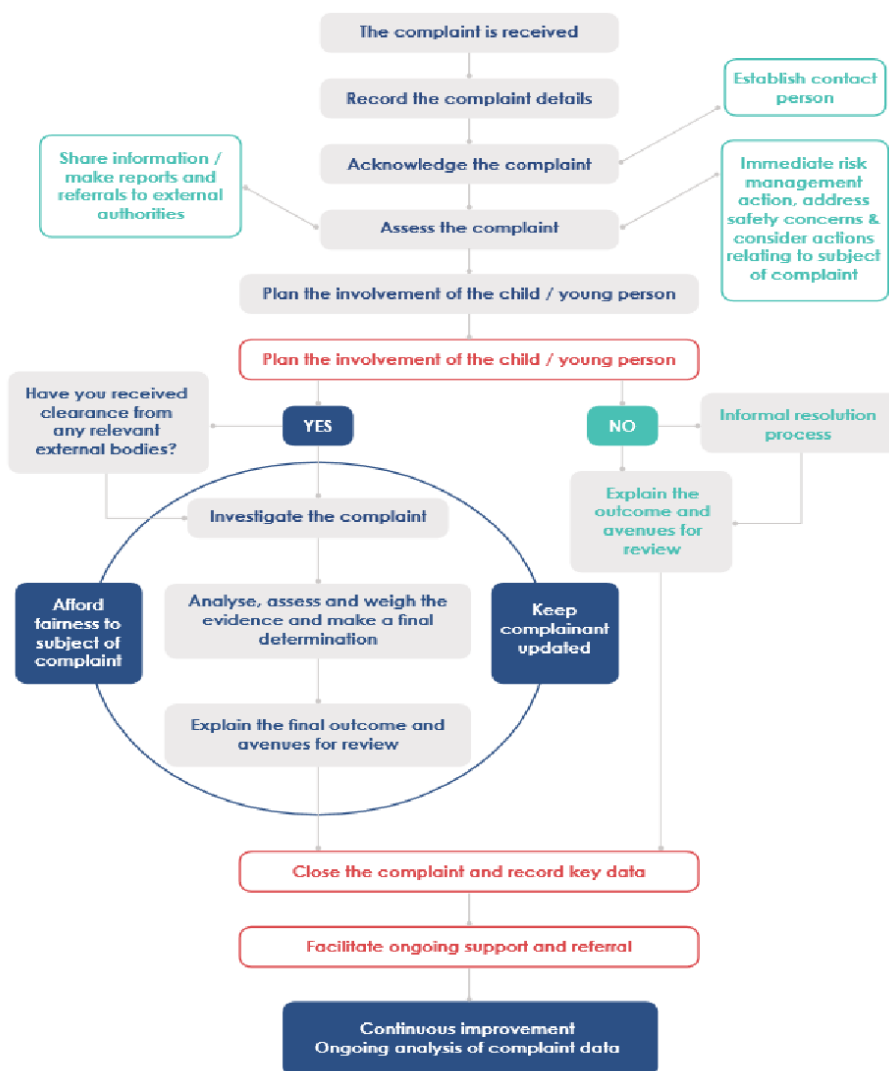 The complaint is received
Record the complaint details
Establish contact
person
Acknowledge the complaint
Share information /
make reports and
referrals to external
authorities
Immediate risk
management
action, address
safety concerns &
consider actions
relating to subject
of complaint
Assess the complaint
Plan the involvement of the child / young person
Plan the involvement of the child / young person
Have you received
clearance from
any relevant
external bodies?
YES
NO
Informal resolution
process
Investigate the complaint
Explain the
outcome and
avenues for
review
Afford
fairness to
subject of
complaint
Analyse, assess and weigh the
evidence and make a final
determination
Keep
complainant
updated
Explain the final outcome and
avenues for review
Close the complaint and record key data
Facilitate ongoing support and referral
Continuous improvement
Ongoing analysis of complaint data